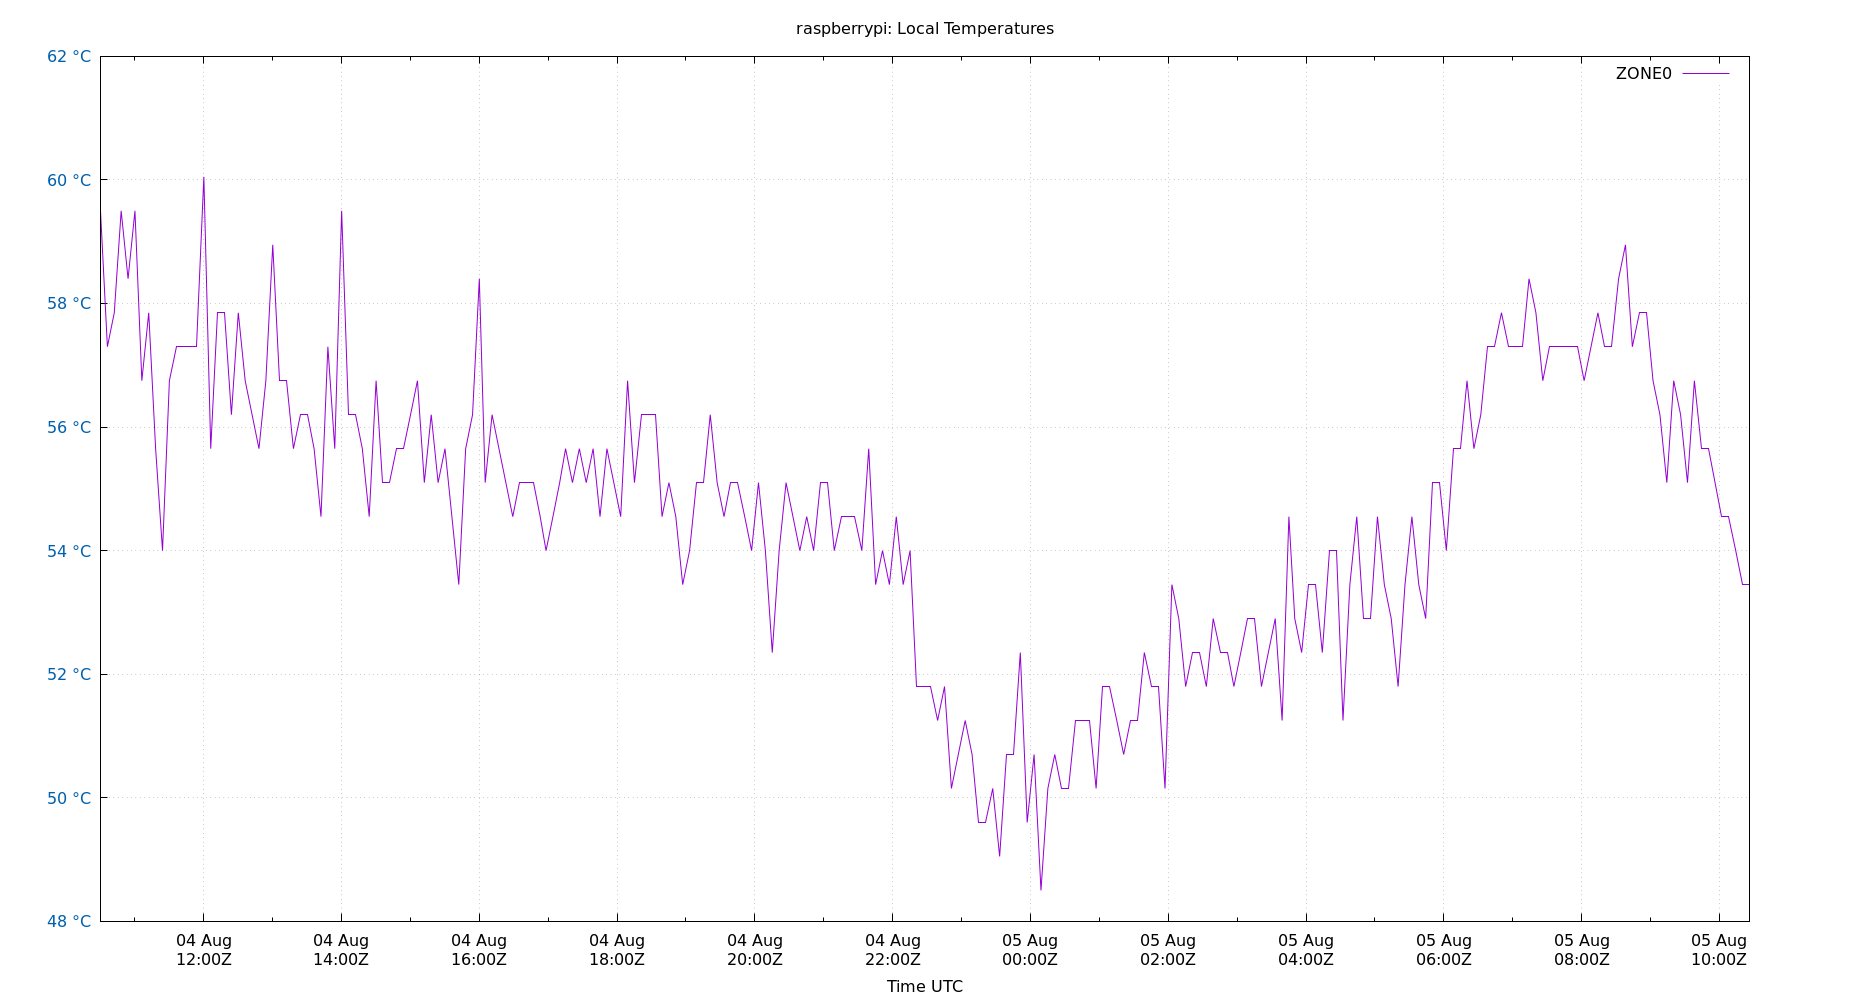 raspberrypi: Local Temperatures
62 °C
60 °C
58 °C
56 °C
54 °C
52 °C
50 °C
48 °C
ZONE0
04 Aug
12:00Z
04 Aug
14:00Z
04 Aug
16:00Z
04 Aug
18:00Z
04 Aug
20:00Z
04 Aug
22:00Z
05 Aug
00:00Z
05 Aug
02:00Z
05 Aug
04:00Z
05 Aug
06:00Z
05 Aug
08:00Z
05 Aug
10:00Z
Time UTC